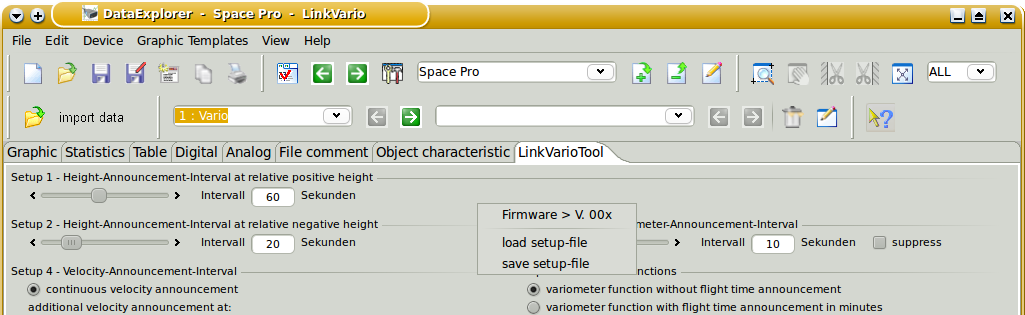 DataExplorer - Space Pro - LinkVario
File Edit Device Graphic Templates View Help
Space Pro ALL
import data 1 : Vario
Graphic Statistics Table Digital Analog File comment Object characteristic LinkVarioTool
Setup 1 - Height-Announcement-Interval at relative positive height
Intervall 60 Sekunden
Firmware > V. 00x
load setup-file
save setup-file
Setup 2 - Height-Announcement-Interval at relative negative height
Intervall 20 Sekunden
meter-Announcement-Interval
Intervall 10 Sekunden suppress
Setup 4 - Velocity-Announcement-Interval
continuous velocity announcement
additional velocity announcement at:
nctions
variometer function without flight time announcement
variometer function with flight time announcement in minutes